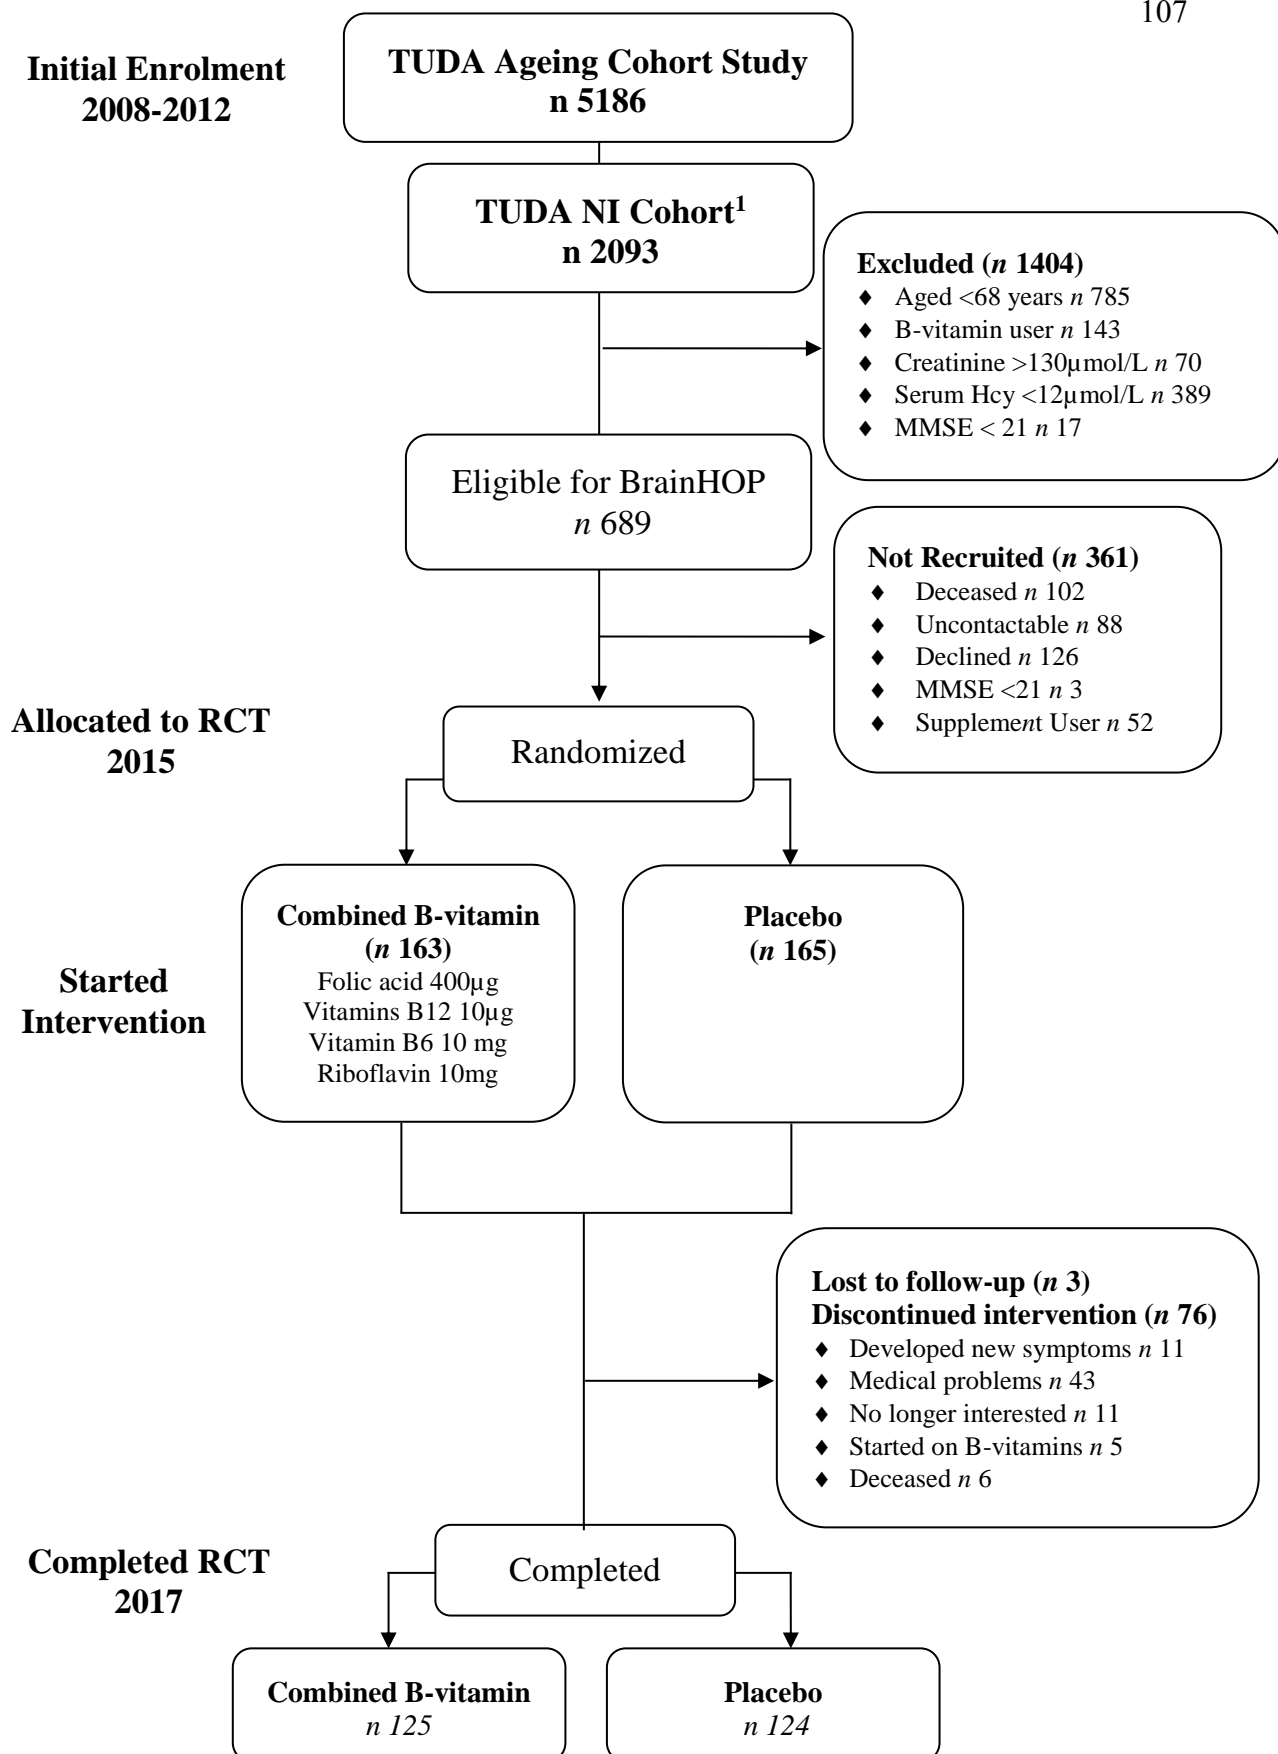 107
Initial Enrolment
2008-2012
TUDA Ageing Cohort Study
n 5186
TUDA NI Cohort¹
n 2093
Excluded (n 1404)
♦ Aged <68 years n 785
♦ B-vitamin user n 143
♦ Creatinine >130µmol/L n 70
♦ Serum Hcy <12µmol/L n 389
♦ MMSE < 21 n 17
Eligible for BrainHOP
n 689
Not Recruited (n 361)
♦ Deceased n 102
♦ Uncontactable n 88
♦ Declined n 126
♦ MMSE <21 n 3
♦ Supplement User n 52
Allocated to RCT
2015
Randomized
Started
Intervention
Combined B-vitamin
(n 163)
Folic acid 400µg
Vitamins B12 10µg
Vitamin B6 10 mg
Riboflavin 10mg
Placebo
(n 165)
Lost to follow-up (n 3)
Discontinued intervention (n 76)
♦ Developed new symptoms n 11
♦ Medical problems n 43
♦ No longer interested n 11
♦ Started on B-vitamins n 5
♦ Deceased n 6
Completed RCT
2017
Completed
Combined B-vitamin
n 125
Placebo
n 124